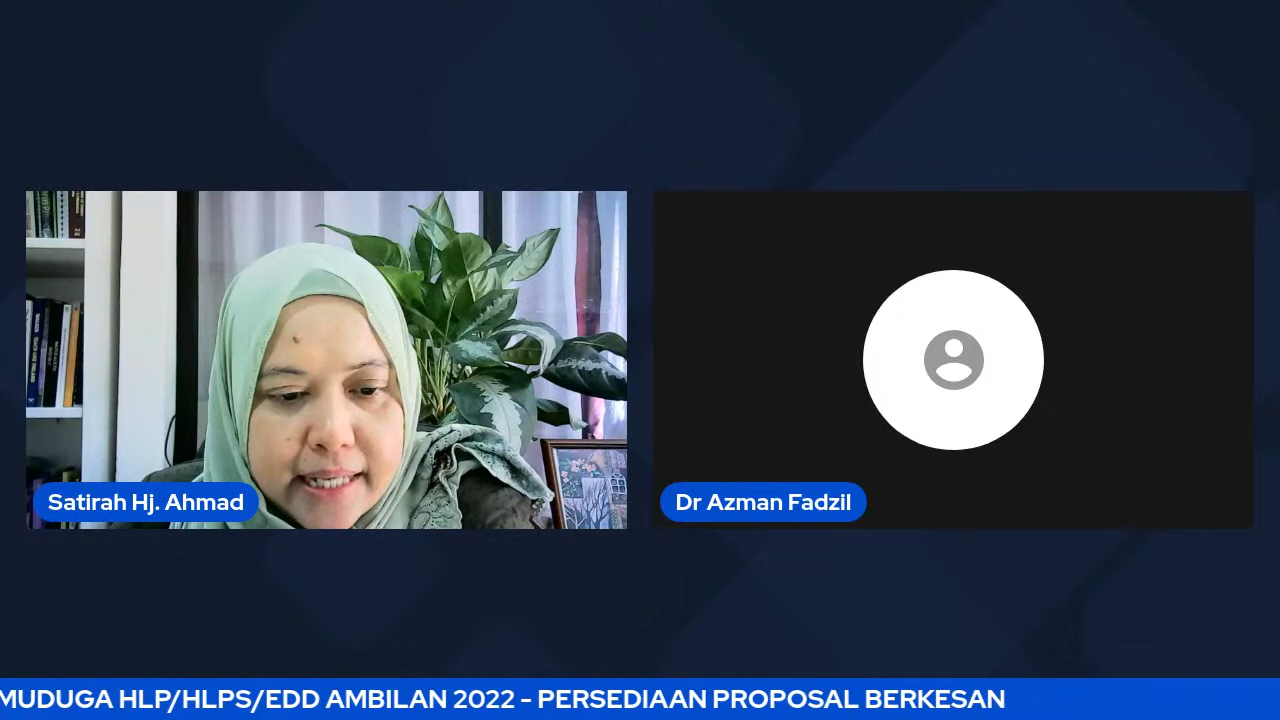 Satirah Hj. Ahmad
Dr Azman Fadzil
MUDUGA HLP/HLPS/EDD AMBILAN 2022 - PERSEDIAAN PROPOSAL BERKESAN